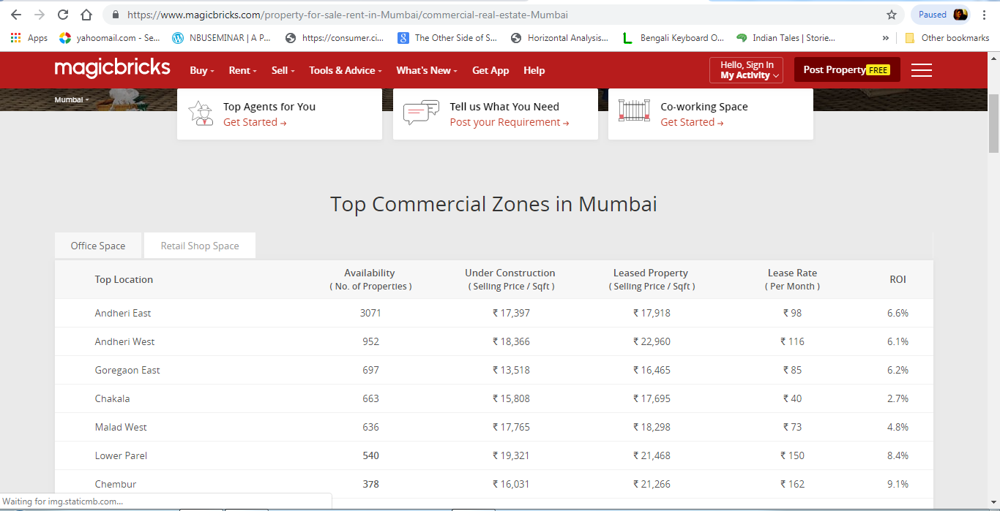 https://www.magicbricks.com/property-for-sale-rent-in-Mumbai/commercial-real-estate-Mumbai
Paused
Apps
yahoomail.com - Se...
NBUSEMINAR | A P...
https://consumer.ci...
The Other Side of S...
Horizontal Analysis...
Bengali Keyboard O...
Indian Tales | Storie...
»
Other bookmarks
magicbricks
Buy
Rent
Sell
Tools & Advice
What's New
Get App
Help
Hello, Sign In
My Activity
Post Property FREE
Mumbai
Top Agents for You
Get Started →
Tell us What You Need
Post your Requirement →
Co-working Space
Get Started →
Top Commercial Zones in Mumbai
Office Space Retail Shop Space
Top Location
Availability
( No. of Properties )
Under Construction
( Selling Price / Sqft )
Leased Property
( Selling Price / Sqft )
Lease Rate
( Per Month )
ROI
Andheri East 3071 ₹ 17,397 ₹ 17,918 ₹ 98 6.6%
Andheri West 952 ₹ 18,366 ₹ 22,960 ₹ 116 6.1%
Goregaon East 697 ₹ 13,518 ₹ 16,465 ₹ 85 6.2%
Chakala 663 ₹ 15,808 ₹ 17,695 ₹ 40 2.7%
Malad West 636 ₹ 17,765 ₹ 18,298 ₹ 73 4.8%
Lower Parel 540 ₹ 19,321 ₹ 21,468 ₹ 150 8.4%
Chembur 378 ₹ 16,031 ₹ 21,266 ₹ 162 9.1%
Waiting for img.staticmb.com...